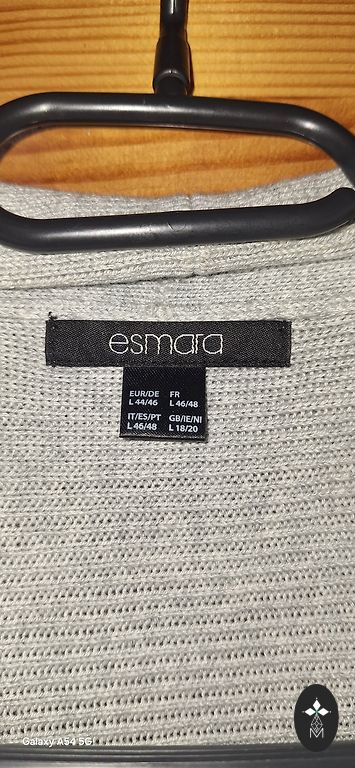 esmara
EUR/DE FR
L 44/46 L 46/48
IT/ES/PT GB/IE/NI
L 46/48 L 18/20
Galaxy A54 5G
M